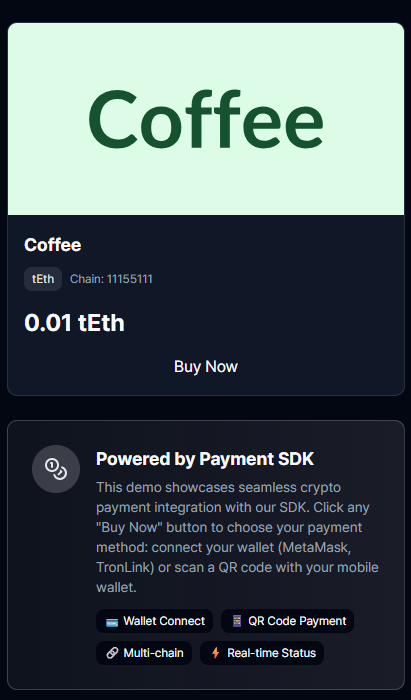 Coffee
Coffee
tEth Chain: 11155111
0.01 tEth
Buy Now
Powered by Payment SDK
This demo showcases seamless crypto
payment integration with our SDK. Click any
"Buy Now" button to choose your payment
method: connect your wallet (MetaMask,
TronLink) or scan a QR code with your mobile
wallet.
Wallet Connect QR Code Payment
Multi-chain Real-time Status